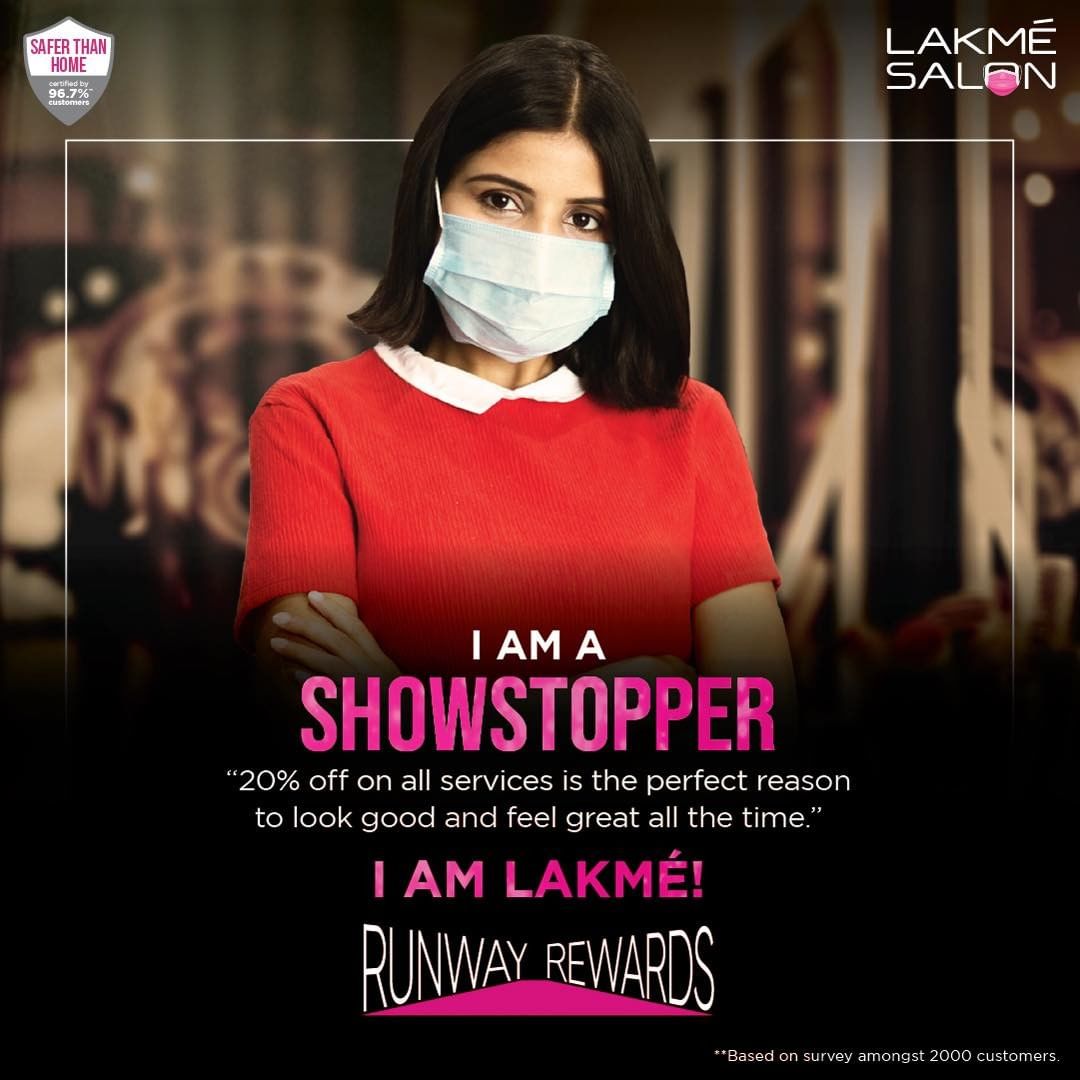 SAFER THAN
HOME
certified by
96.7%**
customers
LAKMÉ
SALON
I AM A
SHOWSTOPPER
“20% off on all services is the perfect reason
to look good and feel great all the time.”
I AM LAKMÉ!
RUNWAY REWARDS
**Based on survey amongst 2000 customers.